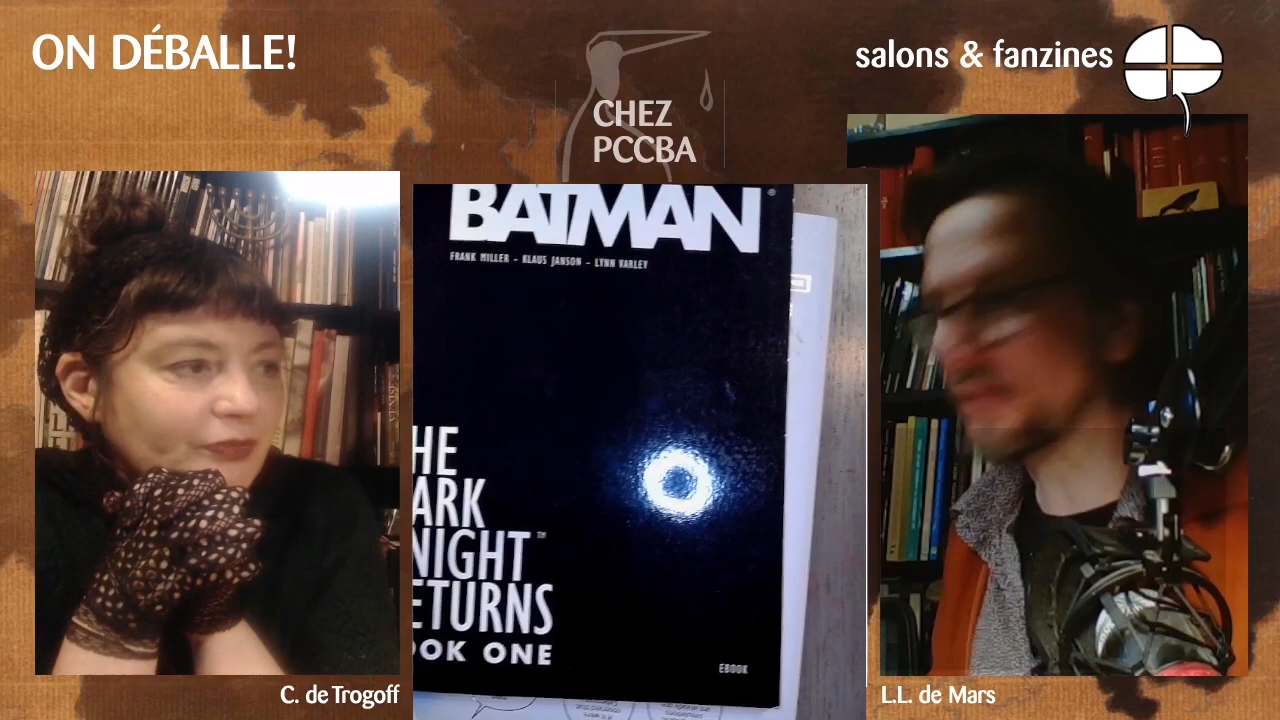 ON DÉBALLE!
salons & fanzines
CHEZ
PCCBA
BATMAN
FRANK MILLER - KLAUS JANSON - LYNN VARLEY
HE
ARK
NIGHT™
ETURNS
OOK ONE
EBOOK
C. de Trogoff
L.L. de Mars